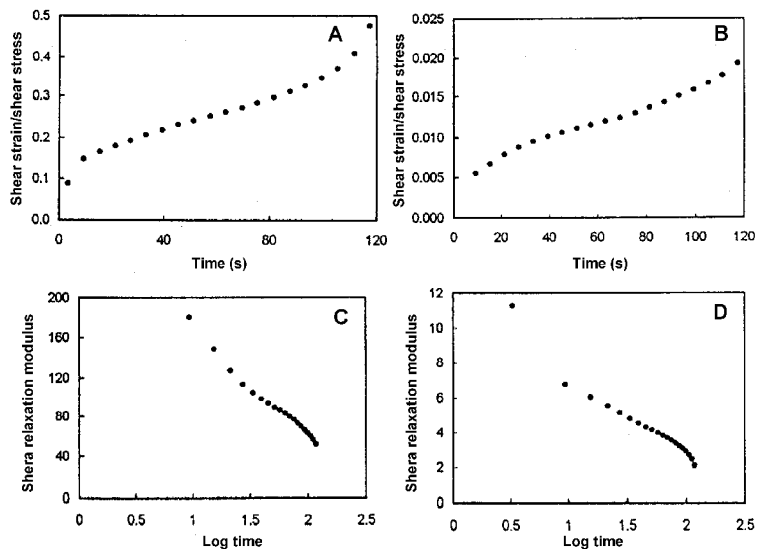 A
Shear strain/shear stress
0.5
0.4
0.3
0.2
0.1
0.0
0 40 80 120
Time (s)
B
Shear strain/shear stress
0.025
0.020
0.015
0.010
0.005
0.000
0 20 40 60 80 100 120
Time (s)
C
Shera relaxation modulus
200
160
120
80
40
0
0 0.5 1 1.5 2 2.5
Log time
D
Shera relaxation modulus
12
10
8
6
4
2
0
0 0.5 1 1.5 2 2.5
Log time